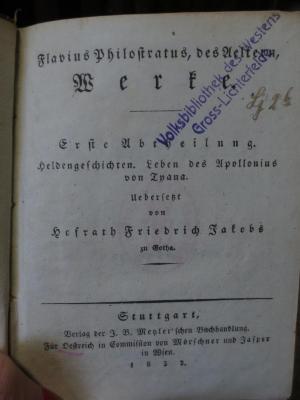 Flavius Philostratus, des Aeltern,
Werke.
Volksbibliothek des Westens
Gross-Lichterfelde
Erste Abtheilung.
Heldengeschichten. Leben des Apollonius
von Tyana.
Uebersetzt
von
Hofrath Friedrich Jakobs
zu Gotha.
Stuttgart,
Verlag der J. B. Metzler'schen Buchhandlung.
Für Oestreich in Commission von Mörschner und Jasper
in Wien.